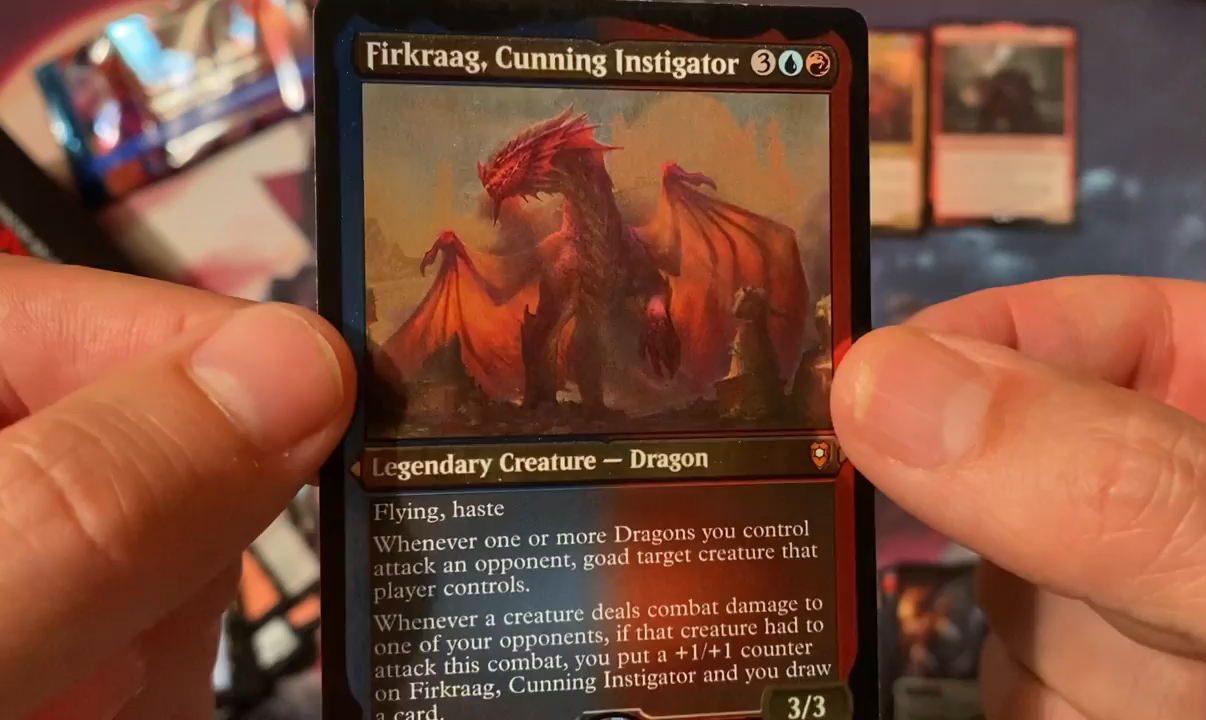 Firkraag, Cunning Instigator 3
Legendary Creature — Dragon
Flying, haste
Whenever one or more Dragons you control
attack an opponent, goad target creature that
player controls.
Whenever a creature deals combat damage to
one of your opponents, if that creature had to
attack this combat, you put a +1/+1 counter
on Firkraag, Cunning Instigator and you draw
a card.
3/3